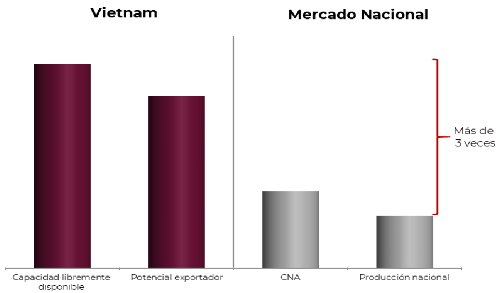 Vietnam
Mercado Nacional
Más de
3 veces
Capacidad libremente
disponible
Potencial exportador
CNA
Producción nacional